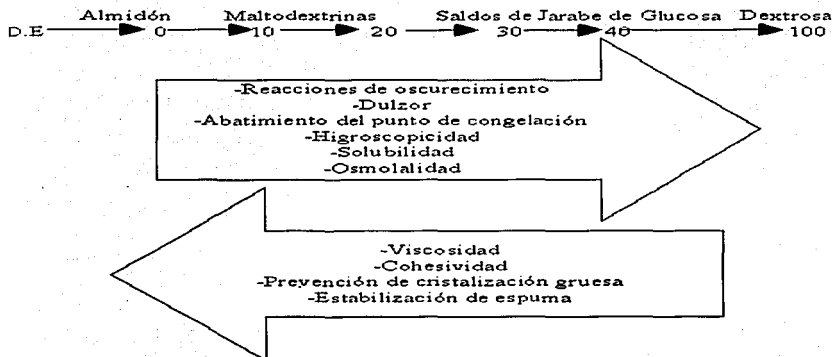 Almidón Maltodextrinas Saldos de Jarabe de Glucosa Dextrosa
D.E 0 10 20 30 40 100
-Reacciones de oscurecimiento
-Dulzor
-Abatimiento del punto de congelación
-Higroscopicidad
-Solubilidad
-Osmolalidad
-Viscosidad
-Cohesividad
-Prevención de cristalización gruesa
-Estabilización de espuma